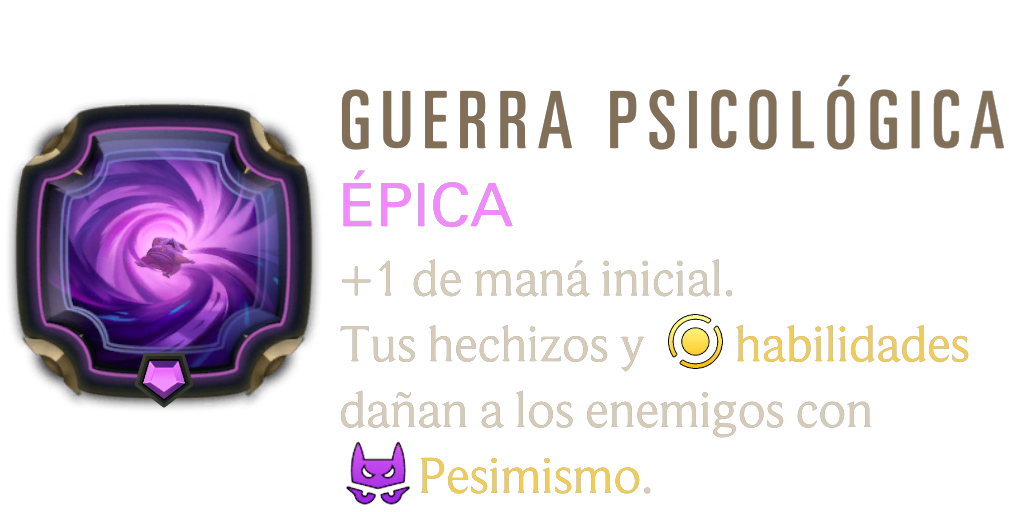 GUERRA PSICOLÓGICA
ÉPICA
+1 de maná inicial.
Tus hechizos y habilidades
dañan a los enemigos con
Pesimismo.